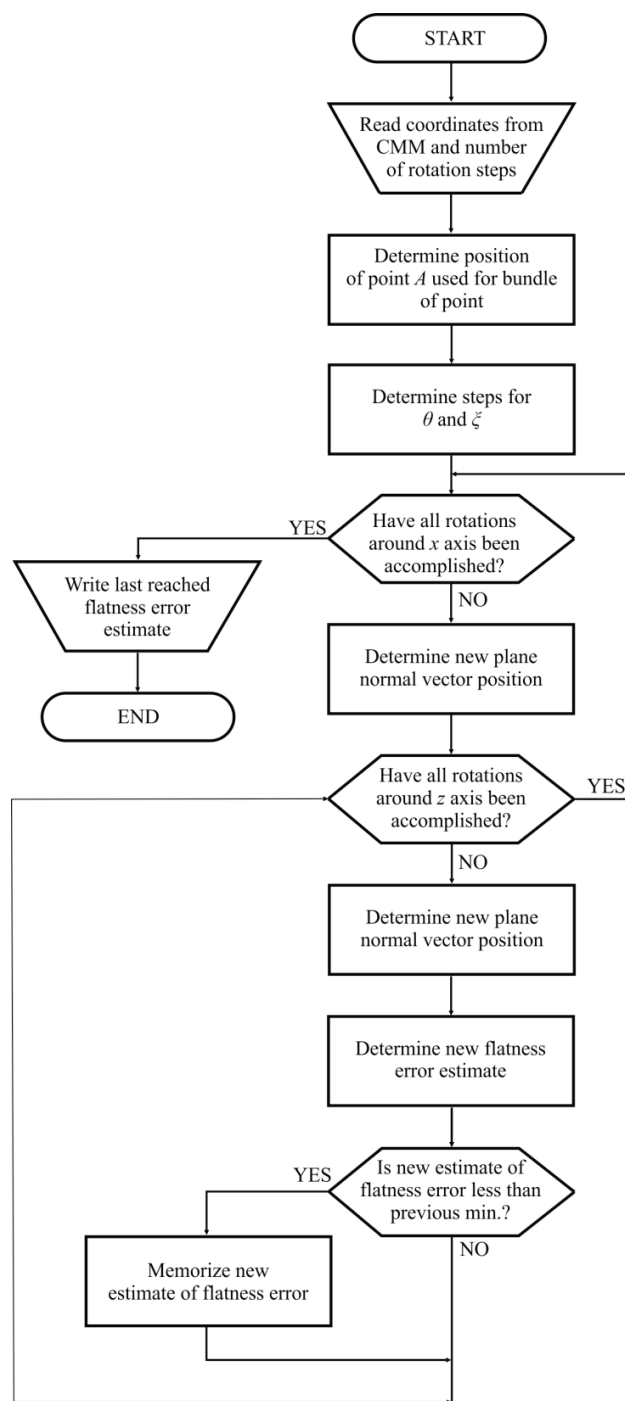 START
Read coordinates from
CMM and number
of rotation steps
Determine position
of point A used for bundle
of point
Determine steps for
θ and ξ
YES
Have all rotations
around x axis been
accomplished?
NO
Write last reached
flatness error
estimate
END
Determine new plane
normal vector position
Have all rotations
around z axis been
accomplished?
YES
NO
Determine new plane
normal vector position
Determine new flatness
error estimate
YES
Is new estimate of
flatness error less than
previous min.?
NO
Memorize new
estimate of flatness error